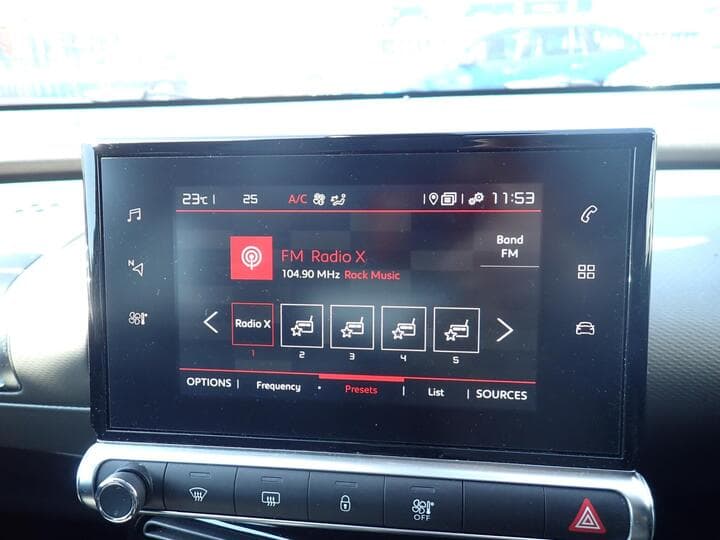 23°C 25 A/C 11:53
FM Radio X
104.90 MHz Rock Music
Band
FM
N
Radio X
1 2 3 4 5
OPTIONS Frequency Presets List SOURCES
OFF